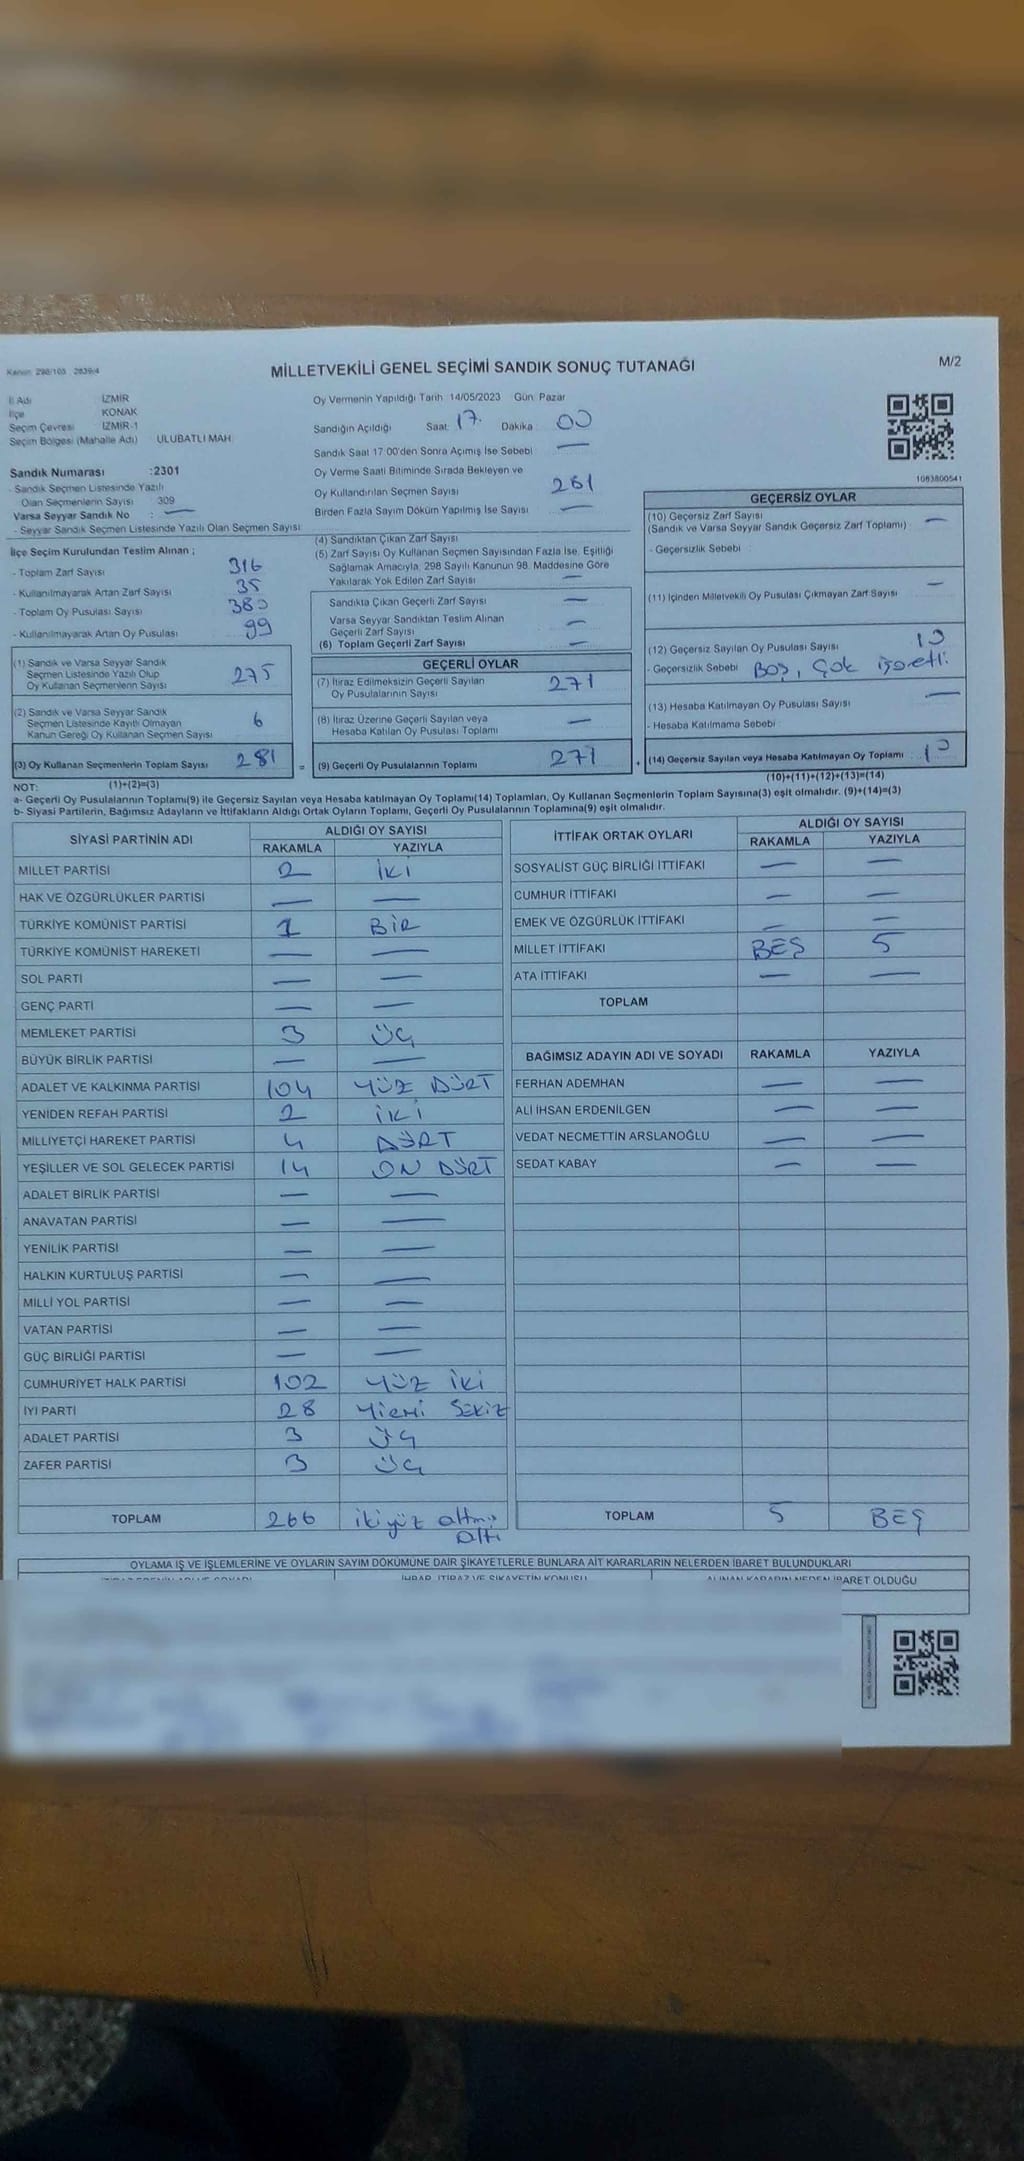 Kanun 298/105 2839/4
MİLLETVEKİLİ GENEL SEÇİMİ SANDIK SONUÇ TUTANAĞI
M/2
İl Adı İZMİR
İlçe KONAK
Seçim Çevresi İZMİR-1
Seçim Bölgesi (Mahalle Adı) ULUBATLI MAH.
Sandık Numarası :2301
- Sandık Seçmen Listesinde Yazılı
Olan Seçmenlerin Sayısı 309
Varsa Seyyar Sandık No : —
- Seyyar Sandık Seçmen Listesinde Yazılı Olan Seçmen Sayısı
Oy Vermenin Yapıldığı Tarih 14/05/2023 Gün Pazar
Sandığın Açıldığı Saat 17. Dakika 00
Sandık Saat 17:00'den Sonra Açılmış İse Sebebi —
Oy Verme Saati Bitiminde Sırada Bekleyen ve
Oy Kullandırılan Seçmen Sayısı
Birden Fazla Sayım Döküm Yapılmış İse Sayısı —
(4) Sandıktan Çıkan Zarf Sayısı 281
(5) Zarf Sayısı Oy Kullanan Seçmen Sayısından Fazla İse, Eşitliği
Sağlamak Amacıyla, 298 Sayılı Kanunun 98. Maddesine Göre
Yakılarak Yok Edilen Zarf Sayısı —
1083800541
İlçe Seçim Kurulundan Teslim Alınan ;
- Toplam Zarf Sayısı 316
- Kullanılmayarak Artan Zarf Sayısı 35
- Toplam Oy Pusulası Sayısı 380
- Kullanılmayarak Artan Oy Pusulası 99
(1) Sandık ve Varsa Seyyar Sandık
Seçmen Listesinde Yazılı Olup
Oy Kullanan Seçmenlerin Sayısı 275
(2) Sandık ve Varsa Seyyar Sandık
Seçmen Listesinde Kayıtlı Olmayan
Kanun Gereği Oy Kullanan Seçmen Sayısı 6
(3) Oy Kullanan Seçmenlerin Toplam Sayısı 281
(1)+(2)=(3)
Sandıkta Çıkan Geçerli Zarf Sayısı —
Varsa Seyyar Sandıktan Teslim Alınan
Geçerli Zarf Sayısı —
(6) Toplam Geçerli Zarf Sayısı —
GEÇERLİ OYLAR
(7) İtiraz Edilmeksizin Geçerli Sayılan
Oy Pusulalarının Sayısı 271
(8) İtiraz Üzerine Geçerli Sayılan veya
Hesaba Katılan Oy Pusulası Toplamı —
= (9) Geçerli Oy Pusulalarının Toplamı 271
GEÇERSİZ OYLAR
(10) Geçersiz Zarf Sayısı
(Sandık ve Varsa Seyyar Sandık Geçersiz Zarf Toplamı) —
- Geçersizlik Sebebi :
(11) İçinden Milletvekili Oy Pusulası Çıkmayan Zarf Sayısı —
(12) Geçersiz Sayılan Oy Pusulası Sayısı 10
- Geçersizlik Sebebi BOŞ, Çok işaretli
(13) Hesaba Katılmayan Oy Pusulası Sayısı —
- Hesaba Katılmama Sebebi
+ (14) Geçersiz Sayılan veya Hesaba Katılmayan Oy Toplamı 10
(10)+(11)+(12)+(13)=(14)
NOT:
a- Geçerli Oy Pusulalarının Toplamı(9) ile Geçersiz Sayılan veya Hesaba katılmayan Oy Toplamı(14) Toplamları, Oy Kullanan Seçmenlerin Toplam Sayısına(3) eşit olmalıdır. (9)+(14)=(3)
b- Siyasi Partilerin, Bağımsız Adayların ve İttifakların Aldığı Ortak Oyların Toplamı, Geçerli Oy Pusulalarının Toplamına(9) eşit olmalıdır.
SİYASİ PARTİNİN ADI ALDIĞI OY SAYISI
RAKAMLA YAZIYLA
MİLLET PARTİSİ 2 İKİ
HAK VE ÖZGÜRLÜKLER PARTİSİ — —
TÜRKİYE KOMÜNİST PARTİSİ 1 BİR
TÜRKİYE KOMÜNİST HAREKETİ — —
SOL PARTİ — —
GENÇ PARTİ — —
MEMLEKET PARTİSİ 3 ÜÇ
BÜYÜK BİRLİK PARTİSİ — —
ADALET VE KALKINMA PARTİSİ 104 YÜZ DÖRT
YENİDEN REFAH PARTİSİ 2 İKİ
MİLLİYETÇİ HAREKET PARTİSİ 4 DÖRT
YEŞİLLER VE SOL GELECEK PARTİSİ 14 ON DÖRT
ADALET BİRLİK PARTİSİ — —
ANAVATAN PARTİSİ — —
YENİLİK PARTİSİ — —
HALKIN KURTULUŞ PARTİSİ — —
MİLLİ YOL PARTİSİ — —
VATAN PARTİSİ — —
GÜÇ BİRLİĞİ PARTİSİ — —
CUMHURİYET HALK PARTİSİ 102 YÜZ İKİ
İYİ PARTİ 28 YİRMİ SEKİZ
ADALET PARTİSİ 3 ÜÇ
ZAFER PARTİSİ 3 ÜÇ
TOPLAM 266 iki yüz altmış
altı
İTTİFAK ORTAK OYLARI ALDIĞI OY SAYISI
RAKAMLA YAZIYLA
SOSYALİST GÜÇ BİRLİĞİ İTTİFAKI — —
CUMHUR İTTİFAKI — —
EMEK VE ÖZGÜRLÜK İTTİFAKI — —
MİLLET İTTİFAKI BEŞ 5
ATA İTTİFAKI — —
TOPLAM
BAĞIMSIZ ADAYIN ADI VE SOYADI RAKAMLA YAZIYLA
FERHAN ADEMHAN — —
ALİ İHSAN ERDENİLGEN — —
VEDAT NECMETTİN ARSLANOĞLU — —
SEDAT KABAY — —
TOPLAM 5 BEŞ
OYLAMA İŞ VE İŞLEMLERİNE VE OYLARIN SAYIM DÖKÜMÜNE DAİR ŞİKAYETLERLE BUNLARA AİT KARARLARIN NELERDEN İBARET BULUNDUKLARI
İHBAR, İTİRAZ VE ŞİKAYETİN KONUSU ALINAN KARARIN NEDEN İBARET OLDUĞU